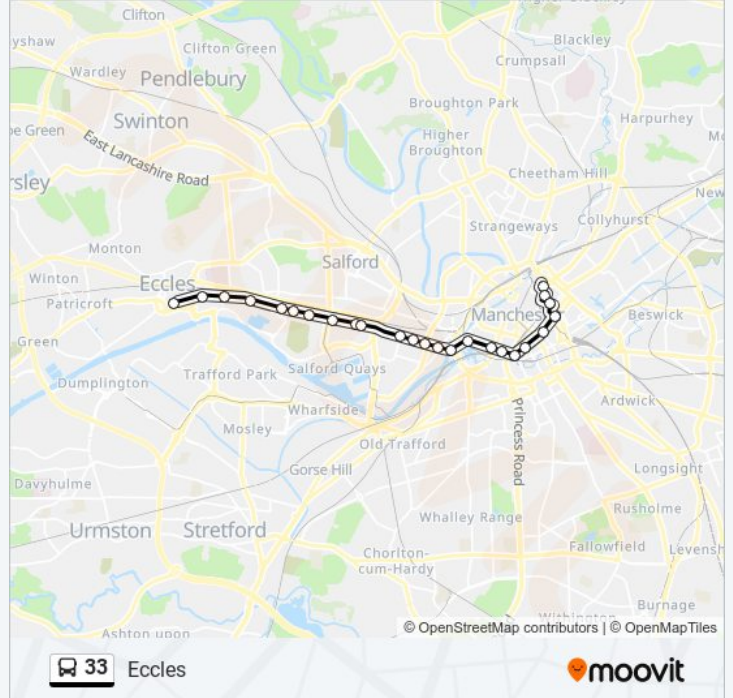 Clifton
Blackley
yshaw
Clifton Green
Crumpsall
Wardley
Pendlebury
Broughton Park
Swinton
Harpurhey
oe Green
Higher
Broughton
East Lancashire Road
Cheetham Hill
rsley
New
Collyhurst
Strangeways
Monton
Salford
Winton
Eccles
Patricroft
Manches
Beswick
Green
Trafford Park
Salford Quays
Dumplington
Wharfside
Ardwick
Mosley
Old Trafford
Princess Road
Gorse Hill
Longsight
Davyhulme
Rusholme
Whalley Range
Urmston
Stretford
Fallowfield
Levensh
Chorlton-
cum-Hardy
Burnage
Ashton upon
© OpenStreetMap contributors | © OpenMapTiles
33 Eccles
moovit